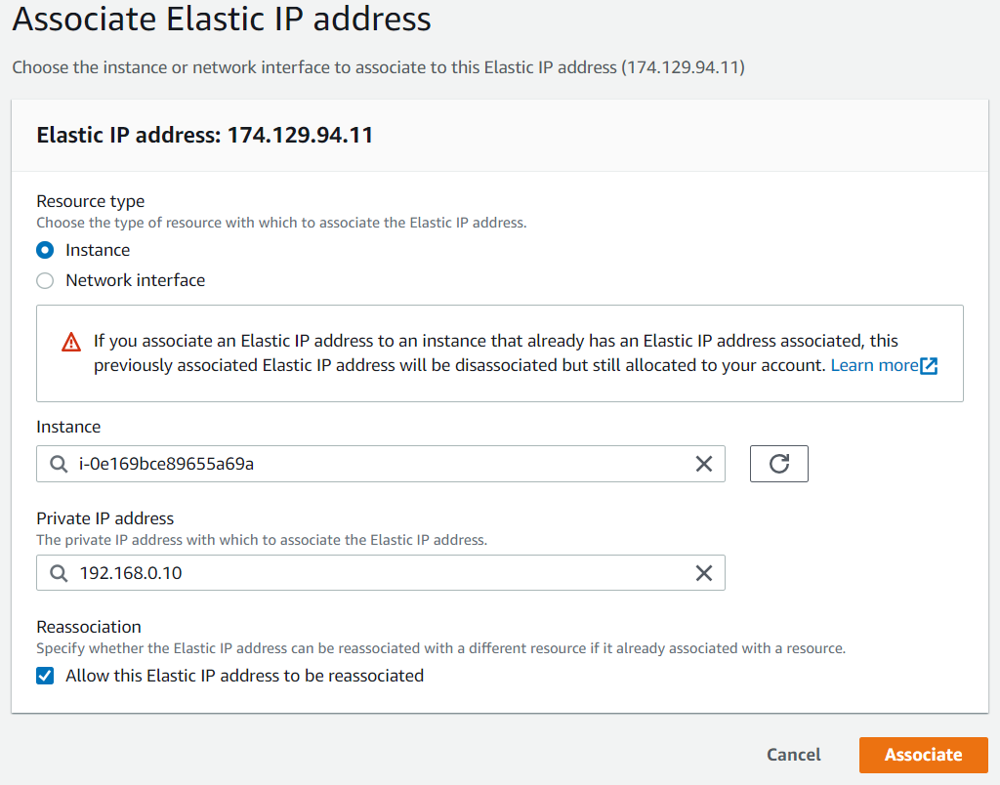 Associate Elastic IP address
Choose the instance or network interface to associate to this Elastic IP address (174.129.94.11)
Elastic IP address: 174.129.94.11
Resource type
Choose the type of resource with which to associate the Elastic IP address.
Instance
Network interface
If you associate an Elastic IP address to an instance that already has an Elastic IP address associated, this
previously associated Elastic IP address will be disassociated but still allocated to your account. Learn more
Instance
i-0e169bce89655a69a
Private IP address
The private IP address with which to associate the Elastic IP address.
192.168.0.10
Reassociation
Specify whether the Elastic IP address can be reassociated with a different resource if it already associated with a resource.
Allow this Elastic IP address to be reassociated
Cancel
Associate